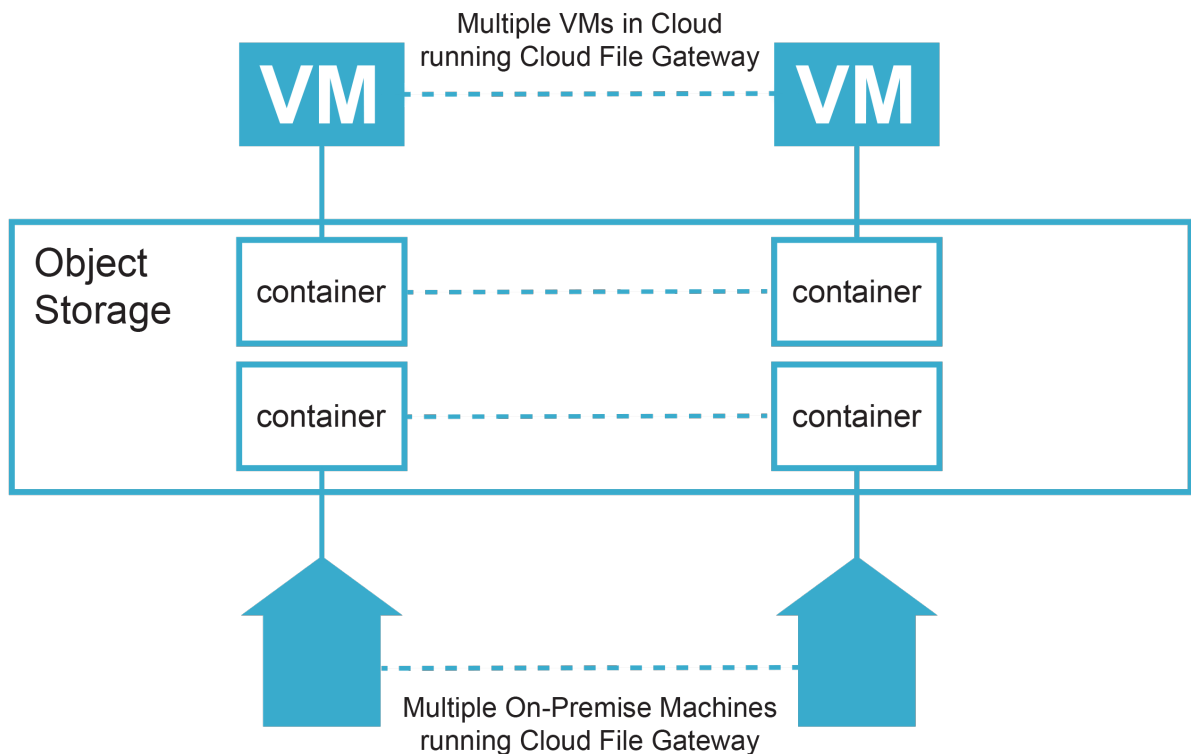 Multiple VMs in Cloud
running Cloud File Gateway
VM
VM
Object
Storage
container
container
container
container
Multiple On-Premise Machines
running Cloud File Gateway